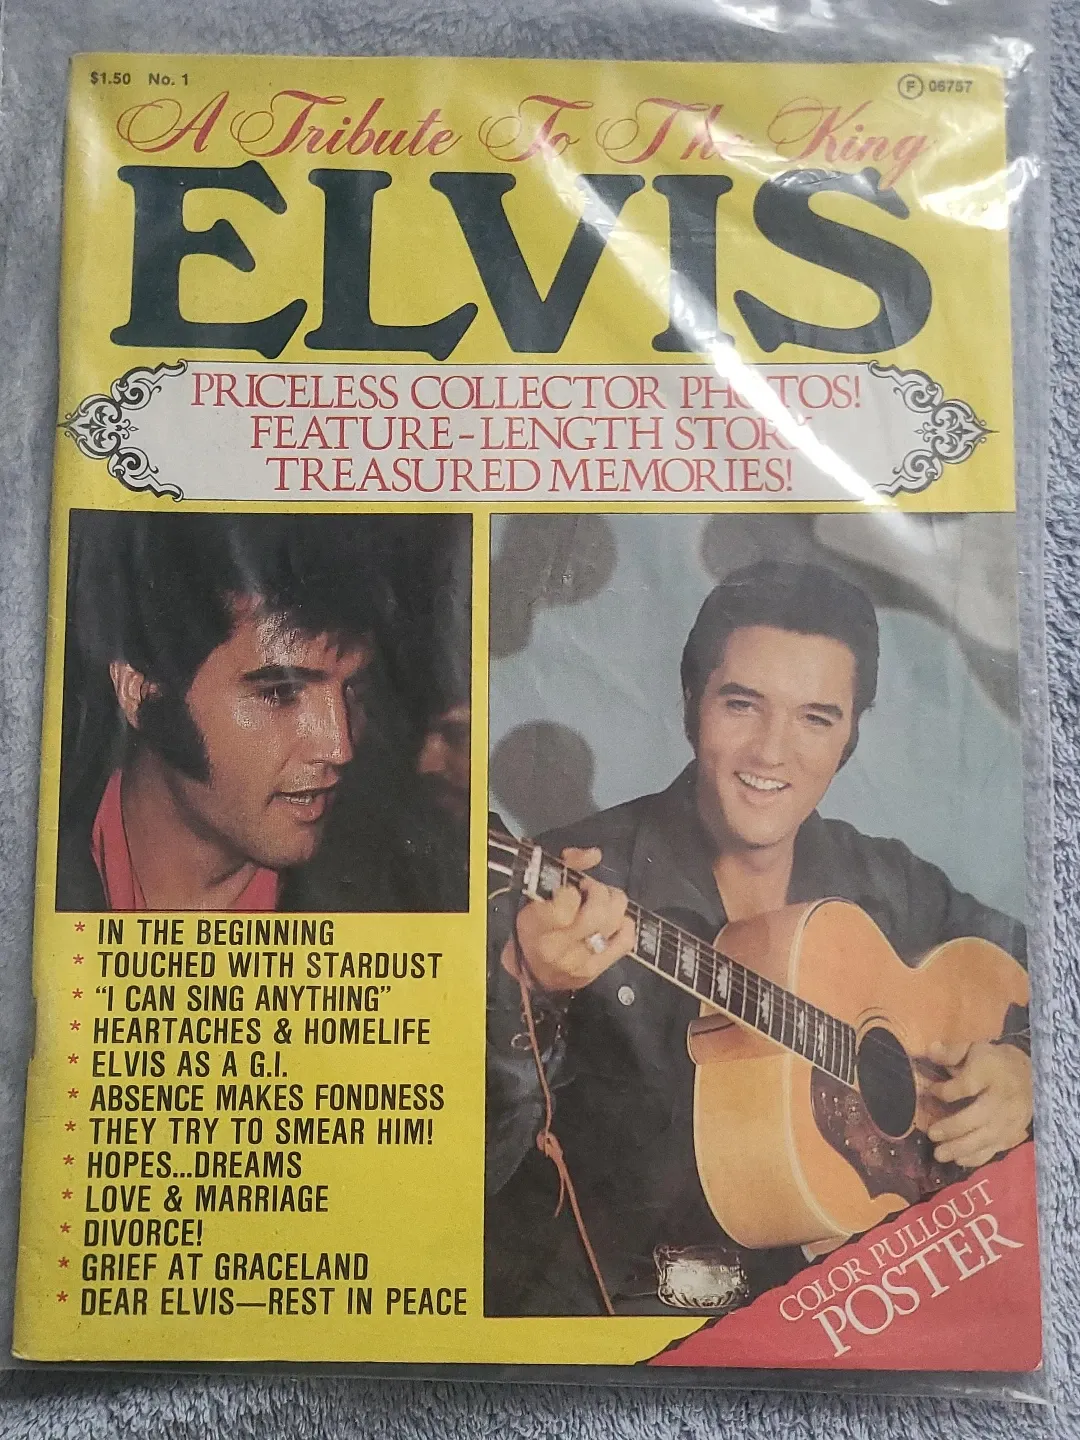 $1.50 No. 1
Ⓕ 06757
A Tribute To The King
ELVIS
PRICELESS COLLECTOR PHOTOS!
FEATURE-LENGTH STORY
TREASURED MEMORIES!
* IN THE BEGINNING
* TOUCHED WITH STARDUST
* “I CAN SING ANYTHING”
* HEARTACHES & HOMELIFE
* ELVIS AS A G.I.
* ABSENCE MAKES FONDNESS
* THEY TRY TO SMEAR HIM!
* HOPES...DREAMS
* LOVE & MARRIAGE
* DIVORCE!
* GRIEF AT GRACELAND
* DEAR ELVIS—REST IN PEACE
COLOR PULLOUT
POSTER